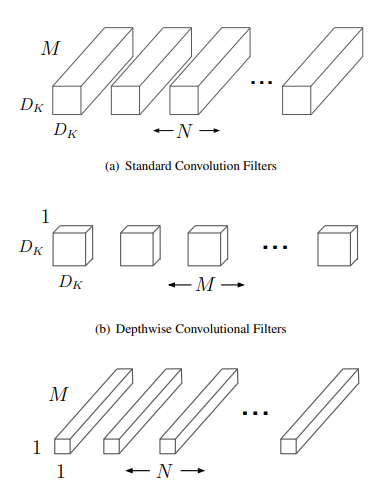 M
D_K
D_K
N
...
(a) Standard Convolution Filters
1
D_K
D_K
M
...
(b) Depthwise Convolutional Filters
M
1
1
N
...